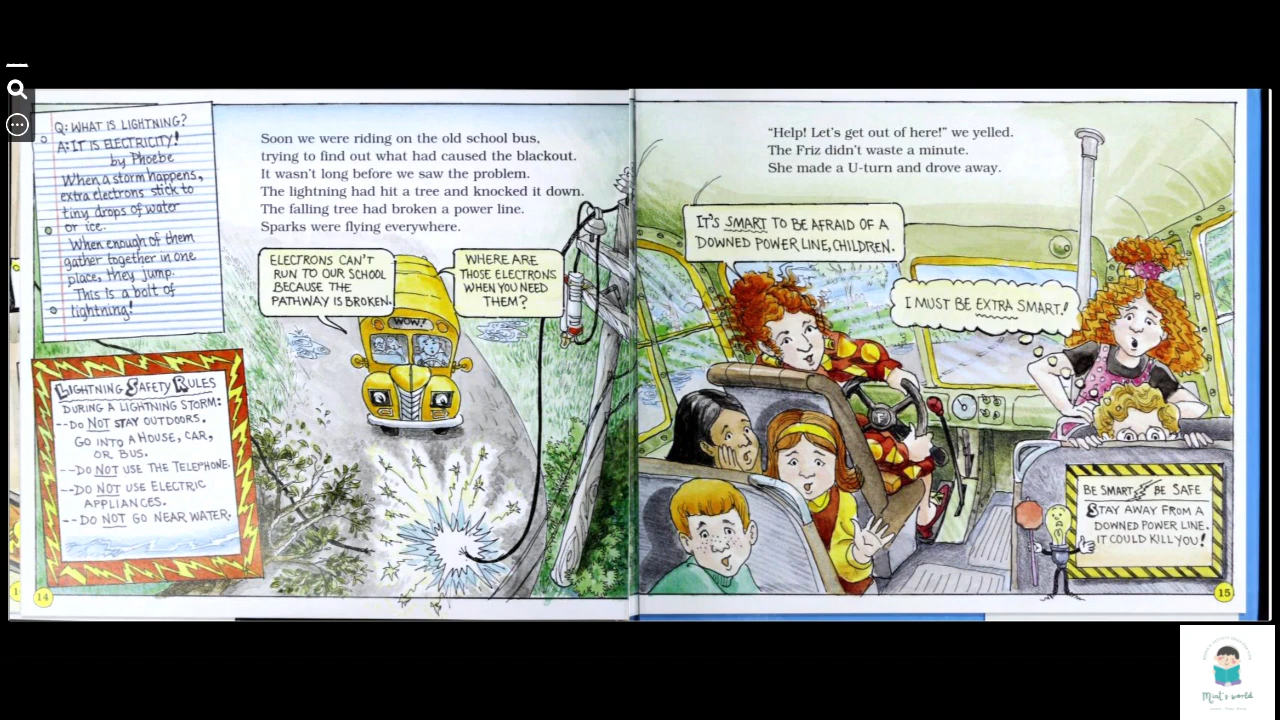 Q: WHAT IS LIGHTNING?
A: IT IS ELECTRICITY!
by Phoebe
When a storm happens,
extra electrons stick to
tiny drops of water
or ice.
When enough of them
gather together in one
place, they jump.
This is a bolt of
lightning!
LIGHTNING SAFETY RULES
DURING A LIGHTNING STORM:
--DO NOT STAY OUTDOORS.
GO INTO A HOUSE, CAR,
OR BUS.
--DO NOT USE THE TELEPHONE.
--DO NOT USE ELECTRIC
APPLIANCES.
--DO NOT GO NEAR WATER.
14
Soon we were riding on the old school bus,
trying to find out what had caused the blackout.
It wasn't long before we saw the problem.
The lightning had hit a tree and knocked it down.
The falling tree had broken a power line.
Sparks were flying everywhere.
ELECTRONS CAN'T
RUN TO OUR SCHOOL
BECAUSE THE
PATHWAY IS BROKEN.
WHERE ARE
THOSE ELECTRONS
WHEN YOU NEED
THEM?
WOW!
"Help! Let's get out of here!" we yelled.
The Friz didn't waste a minute.
She made a U-turn and drove away.
IT'S SMART TO BE AFRAID OF A
DOWNED POWER LINE, CHILDREN.
I MUST BE EXTRA SMART!
BE SMART BE SAFE
STAY AWAY FROM A
DOWNED POWER LINE.
IT COULD KILL YOU!
15
Mint's world